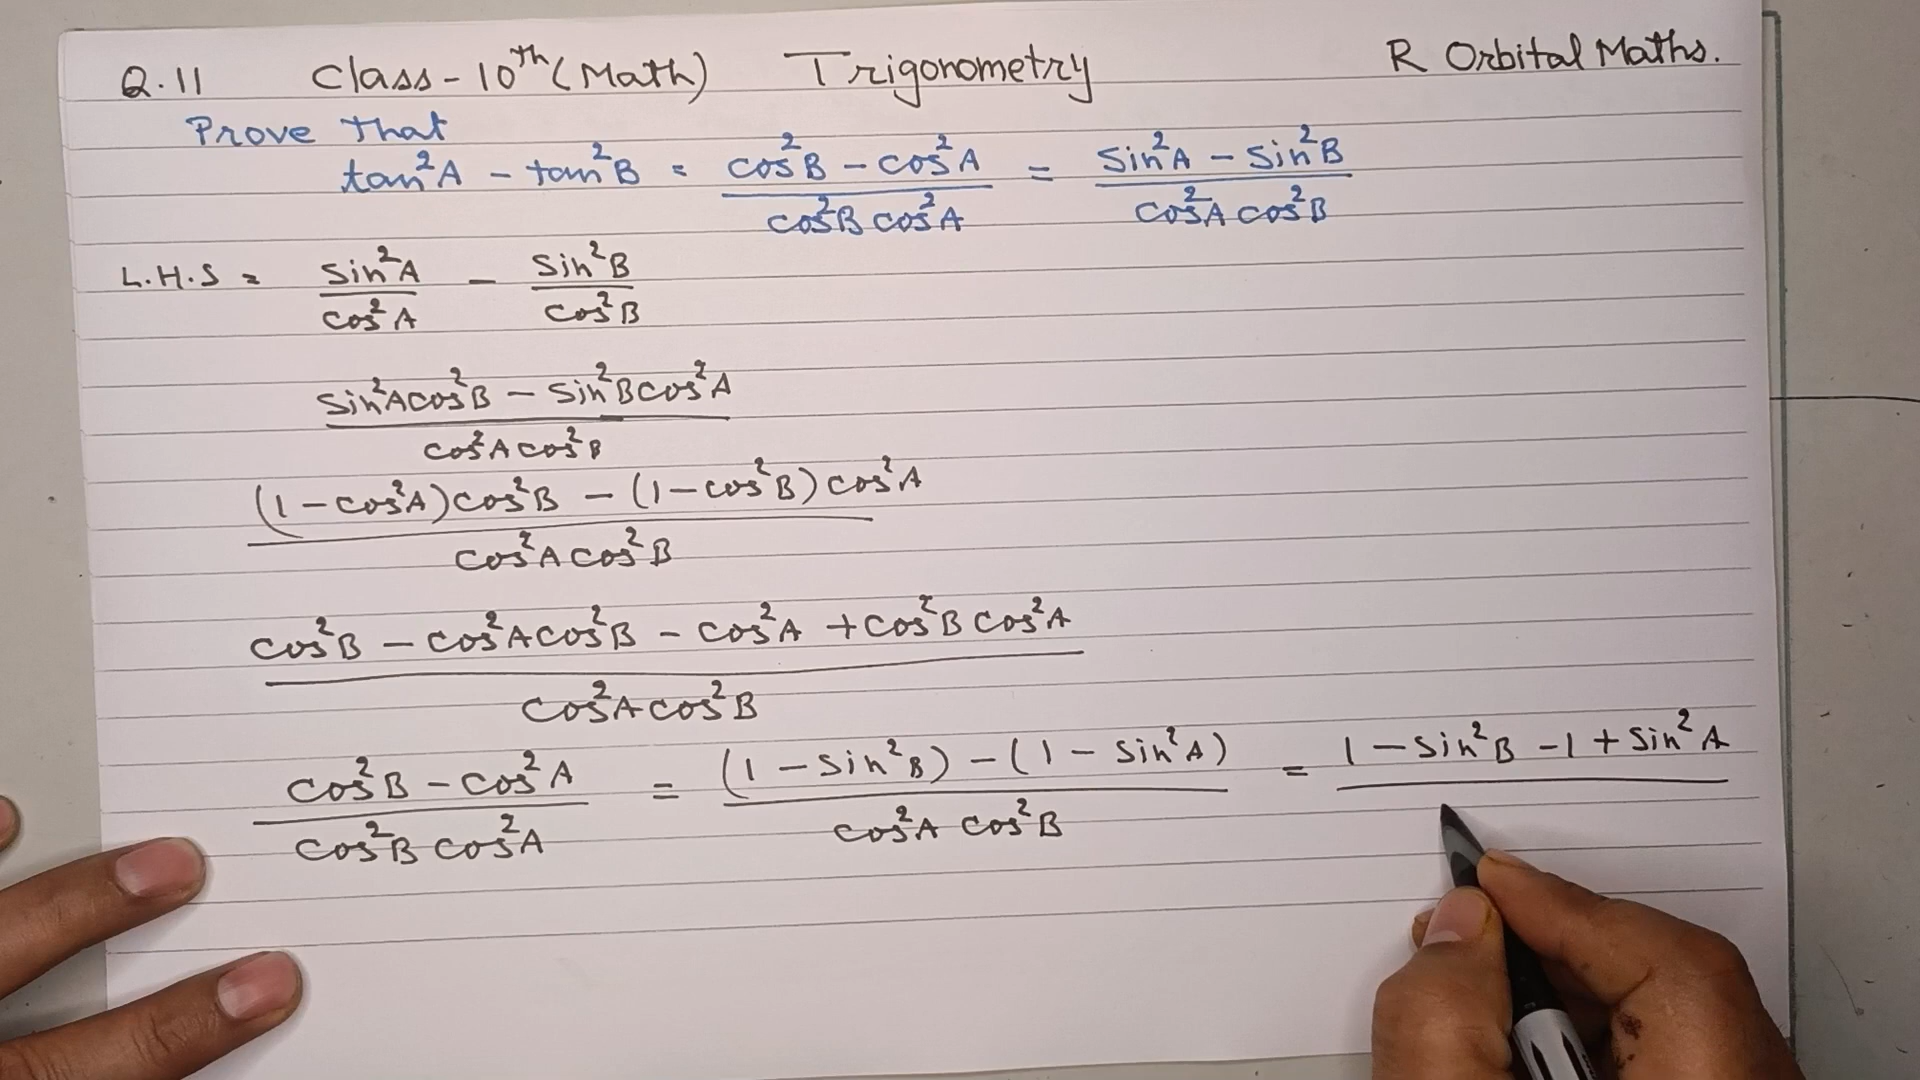 Q.11 Class-10th (Math) Trigonometry R Orbital Maths.
Prove That
tan²A - tan²B = (cos²B - cos²A)/(cos²B cos²A) = (Sin²A - Sin²B)/(cos²A cos²B)
L.H.S = Sin²A/cos²A - Sin²B/cos²B
(Sin²A cos²B - Sin²B cos²A)/(cos²A cos²B)
((1-cos²A)cos²B - (1-cos²B)cos²A)/(cos²A cos²B)
(cos²B - cos²A cos²B - cos²A + cos²B cos²A)/(cos²A cos²B)
(cos²B - cos²A)/(cos²B cos²A) = ((1 - sin²B) - (1 - sin²A))/(cos²A cos²B) = 1 - sin²B - 1 + sin²A